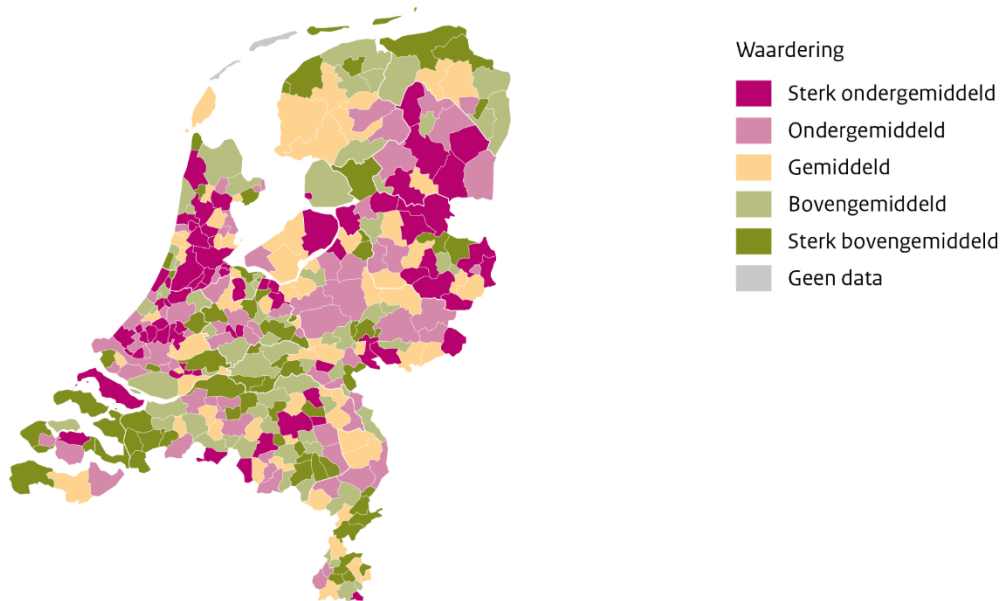 Waardering
Sterk ondergemiddeld
Ondergemiddeld
Gemiddeld
Bovengemiddeld
Sterk bovengemiddeld
Geen data